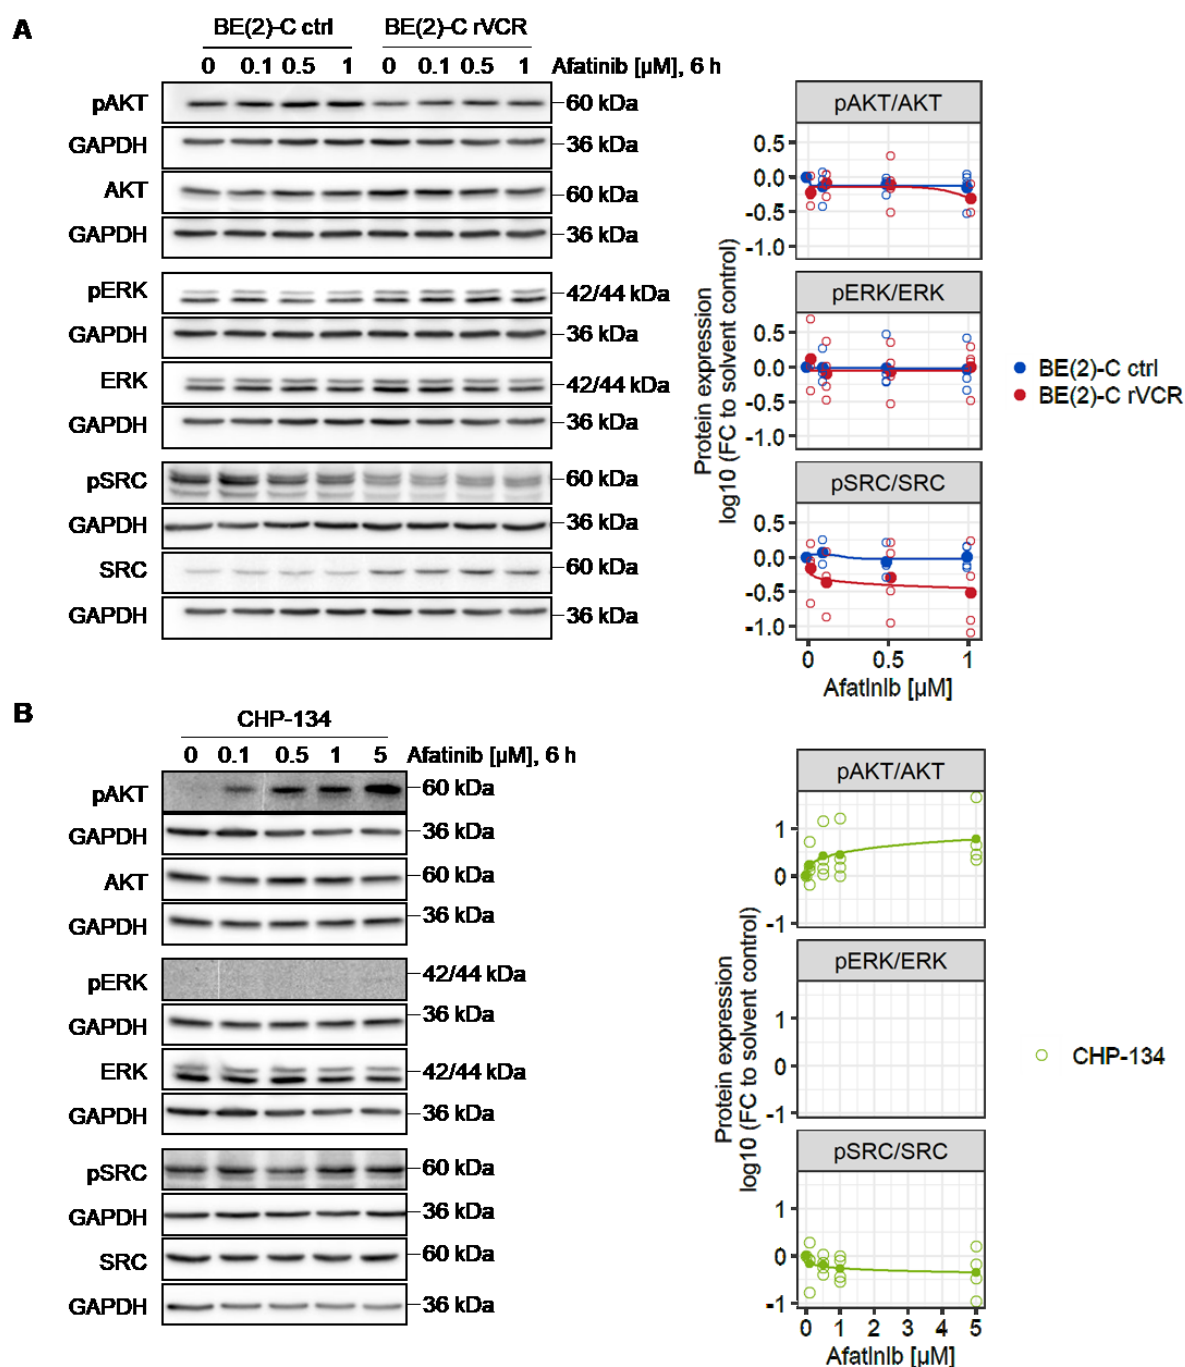 A
BE(2)-C ctrl BE(2)-C rVCR
0 0.1 0.5 1 0 0.1 0.5 1 Afatinib [µM], 6 h
pAKT 60 kDa
GAPDH 36 kDa
AKT 60 kDa
GAPDH 36 kDa
pERK 42/44 kDa
GAPDH 36 kDa
ERK 42/44 kDa
GAPDH 36 kDa
pSRC 60 kDa
GAPDH 36 kDa
SRC 60 kDa
GAPDH 36 kDa
Protein expression
log10 (FC to solvent control)
pAKT/AKT
0.5
0.0
-0.5
-1.0
pERK/ERK
0.5
0.0
-0.5
-1.0
pSRC/SRC
0.5
0.0
-0.5
-1.0
0 0.5 1
AfatInIb [µM]
BE(2)-C ctrl
BE(2)-C rVCR
B
CHP-134
0 0.1 0.5 1 5 Afatinib [µM], 6 h
pAKT 60 kDa
GAPDH 36 kDa
AKT 60 kDa
GAPDH 36 kDa
pERK 42/44 kDa
GAPDH 36 kDa
ERK 42/44 kDa
GAPDH 36 kDa
pSRC 60 kDa
GAPDH 36 kDa
SRC 60 kDa
GAPDH 36 kDa
Protein expression
log10 (FC to solvent control)
pAKT/AKT
1
0
-1
pERK/ERK
1
0
-1
pSRC/SRC
1
0
-1
0 1 2 3 4 5
AfatInIb [µM]
CHP-134